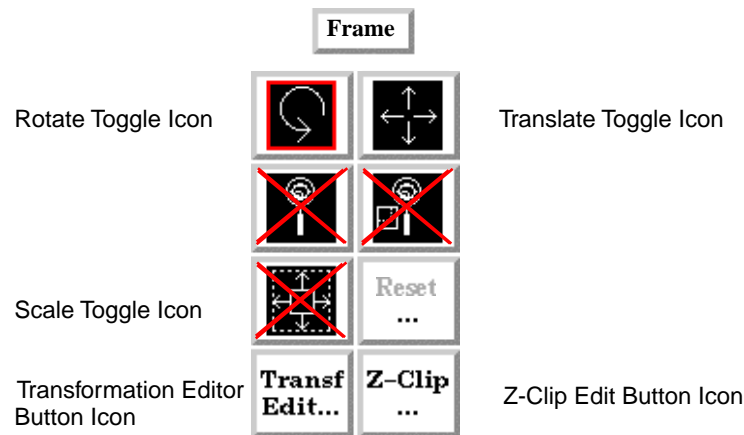 Frame
Rotate Toggle Icon
Translate Toggle Icon
Scale Toggle Icon
Reset
...
Transformation Editor
Button Icon
Transf
Edit...
Z-Clip
...
Z-Clip Edit Button Icon